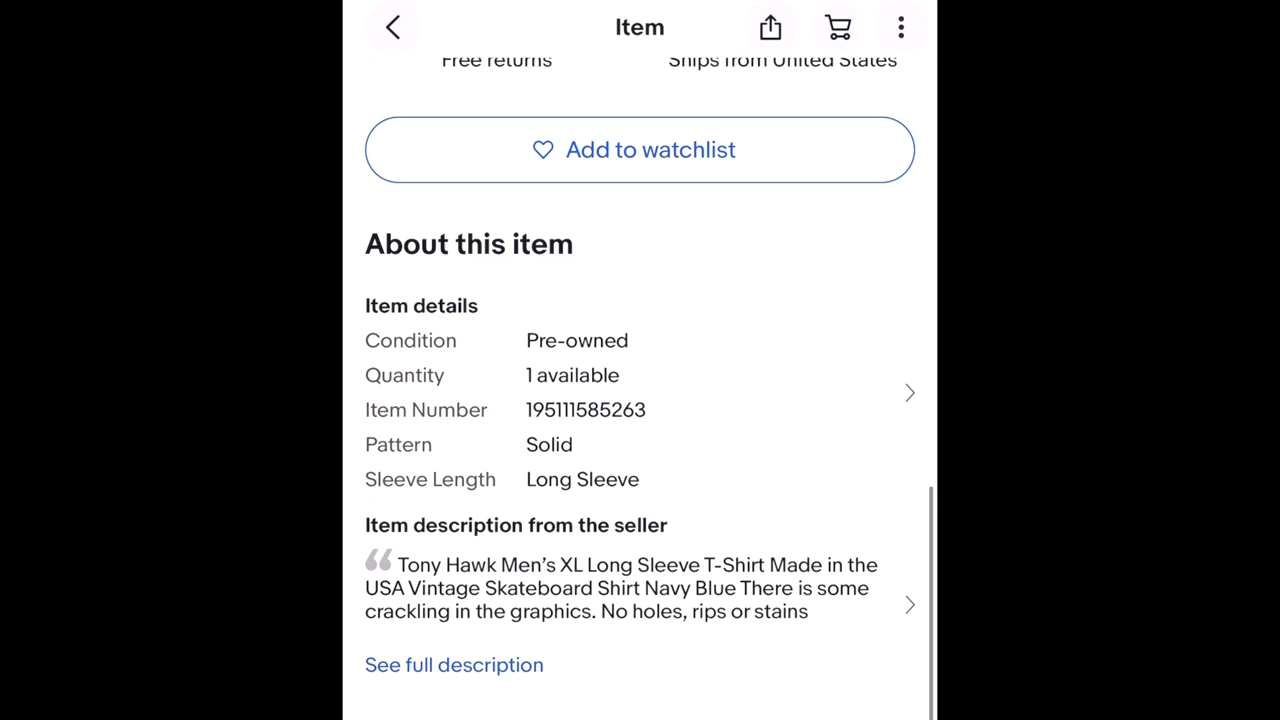 Item
Free returns
Ships from United States
Add to watchlist
About this item
Item details
Condition Pre-owned
Quantity 1 available
Item Number 195111585263
Pattern Solid
Sleeve Length Long Sleeve
Item description from the seller
“ Tony Hawk Men’s XL Long Sleeve T-Shirt Made in the
USA Vintage Skateboard Shirt Navy Blue There is some
crackling in the graphics. No holes, rips or stains
See full description